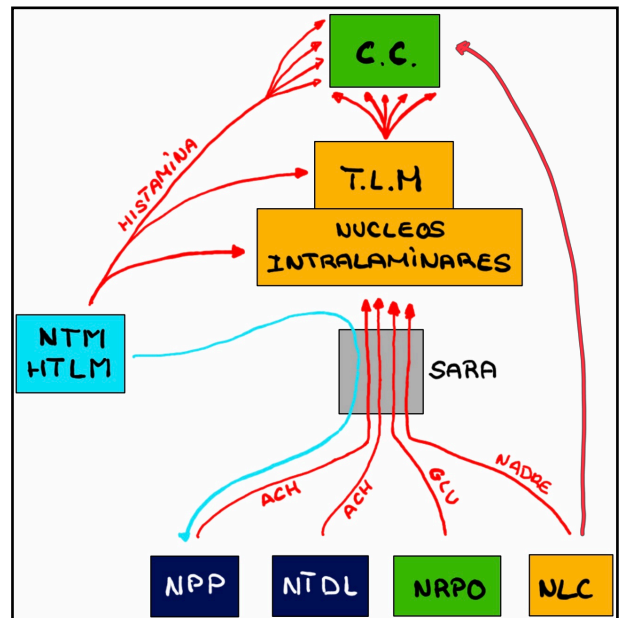 C.C.
HISTAMINA
T.L.M
NUCLEOS
INTRALAMINARES
NTM
HTLM
SARA
ACH
ACH
GLU
NADRE
NPP
NTDL
NRPO
NLC